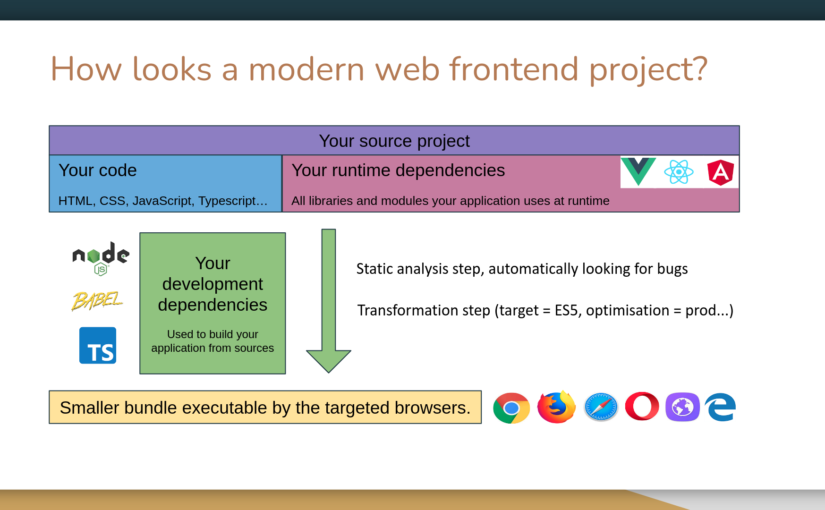 How looks a modern web frontend project?
Your source project
Your code
HTML, CSS, JavaScript, Typescript...
Your runtime dependencies
All libraries and modules your application uses at runtime
A
node
JS
BABEL
TS
Your
development
dependencies
Used to build your
application from sources
Static analysis step, automatically looking for bugs
Transformation step (target = ES5, optimisation = prod...)
Smaller bundle executable by the targeted browsers.